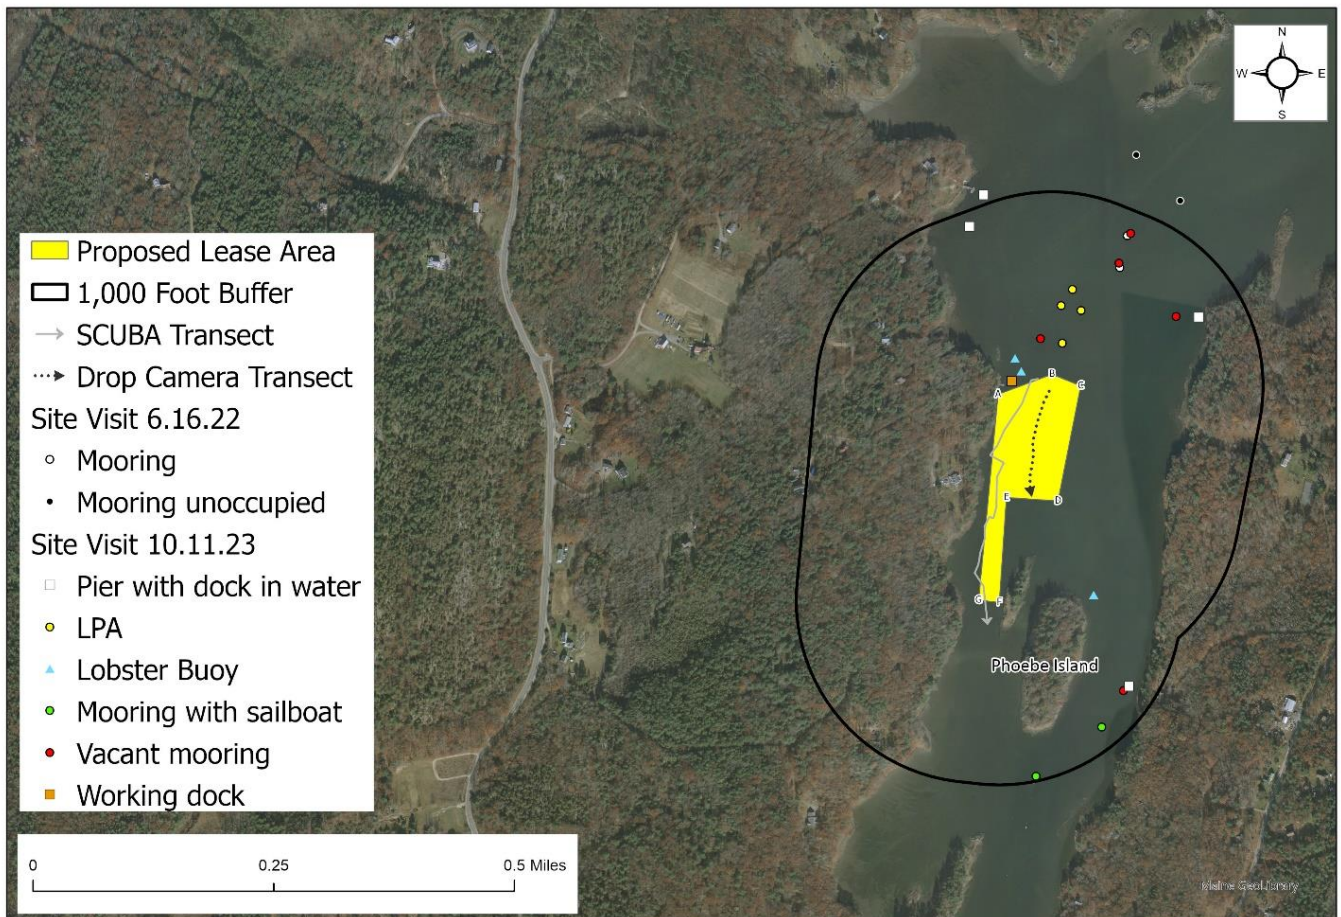 N
W E
S
Proposed Lease Area
1,000 Foot Buffer
SCUBA Transect
Drop Camera Transect
Site Visit 6.16.22
Mooring
Mooring unoccupied
Site Visit 10.11.23
Pier with dock in water
LPA
Lobster Buoy
Mooring with sailboat
Vacant mooring
Working dock
A
B
C
D
E
F
G
Phoebe Island
0 0.25 0.5 Miles
Maine GeoLibrary